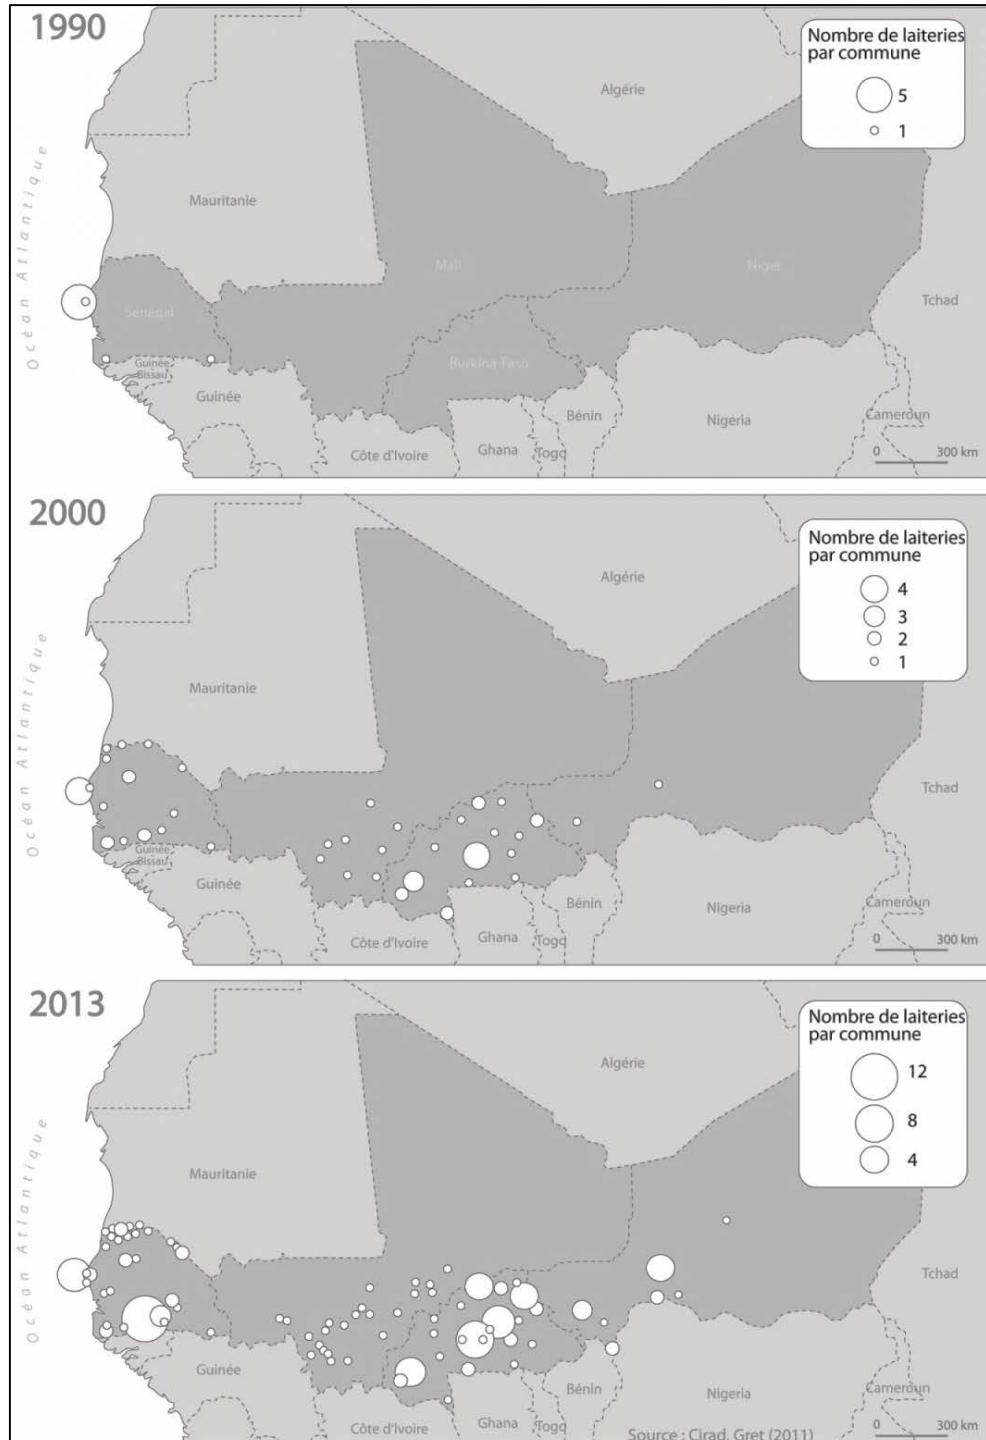 1990
Nombre de laiteries
par commune
5
1
Algérie
Océan Atlantique
Mauritanie
Mali
Niger
Tchad
Sénégal
Guinée
Bissau
Burkina Faso
Guinée
Bénin
Cameroun
Nigeria
Côte d'Ivoire
Ghana
Togo
0 300 km
2000
Nombre de laiteries
par commune
4
3
2
1
Algérie
Océan Atlantique
Mauritanie
Tchad
Guinée
Bissau
Guinée
Bénin
Cameroun
Nigeria
Côte d'Ivoire
Ghana
Togo
0 300 km
2013
Nombre de laiteries
par commune
12
8
4
Algérie
Océan Atlantique
Mauritanie
Tchad
Guinée
Bénin
Cameroun
Nigeria
Côte d'Ivoire
Ghana
Togo
0 300 km
Source : Cirad, Gret (2011)